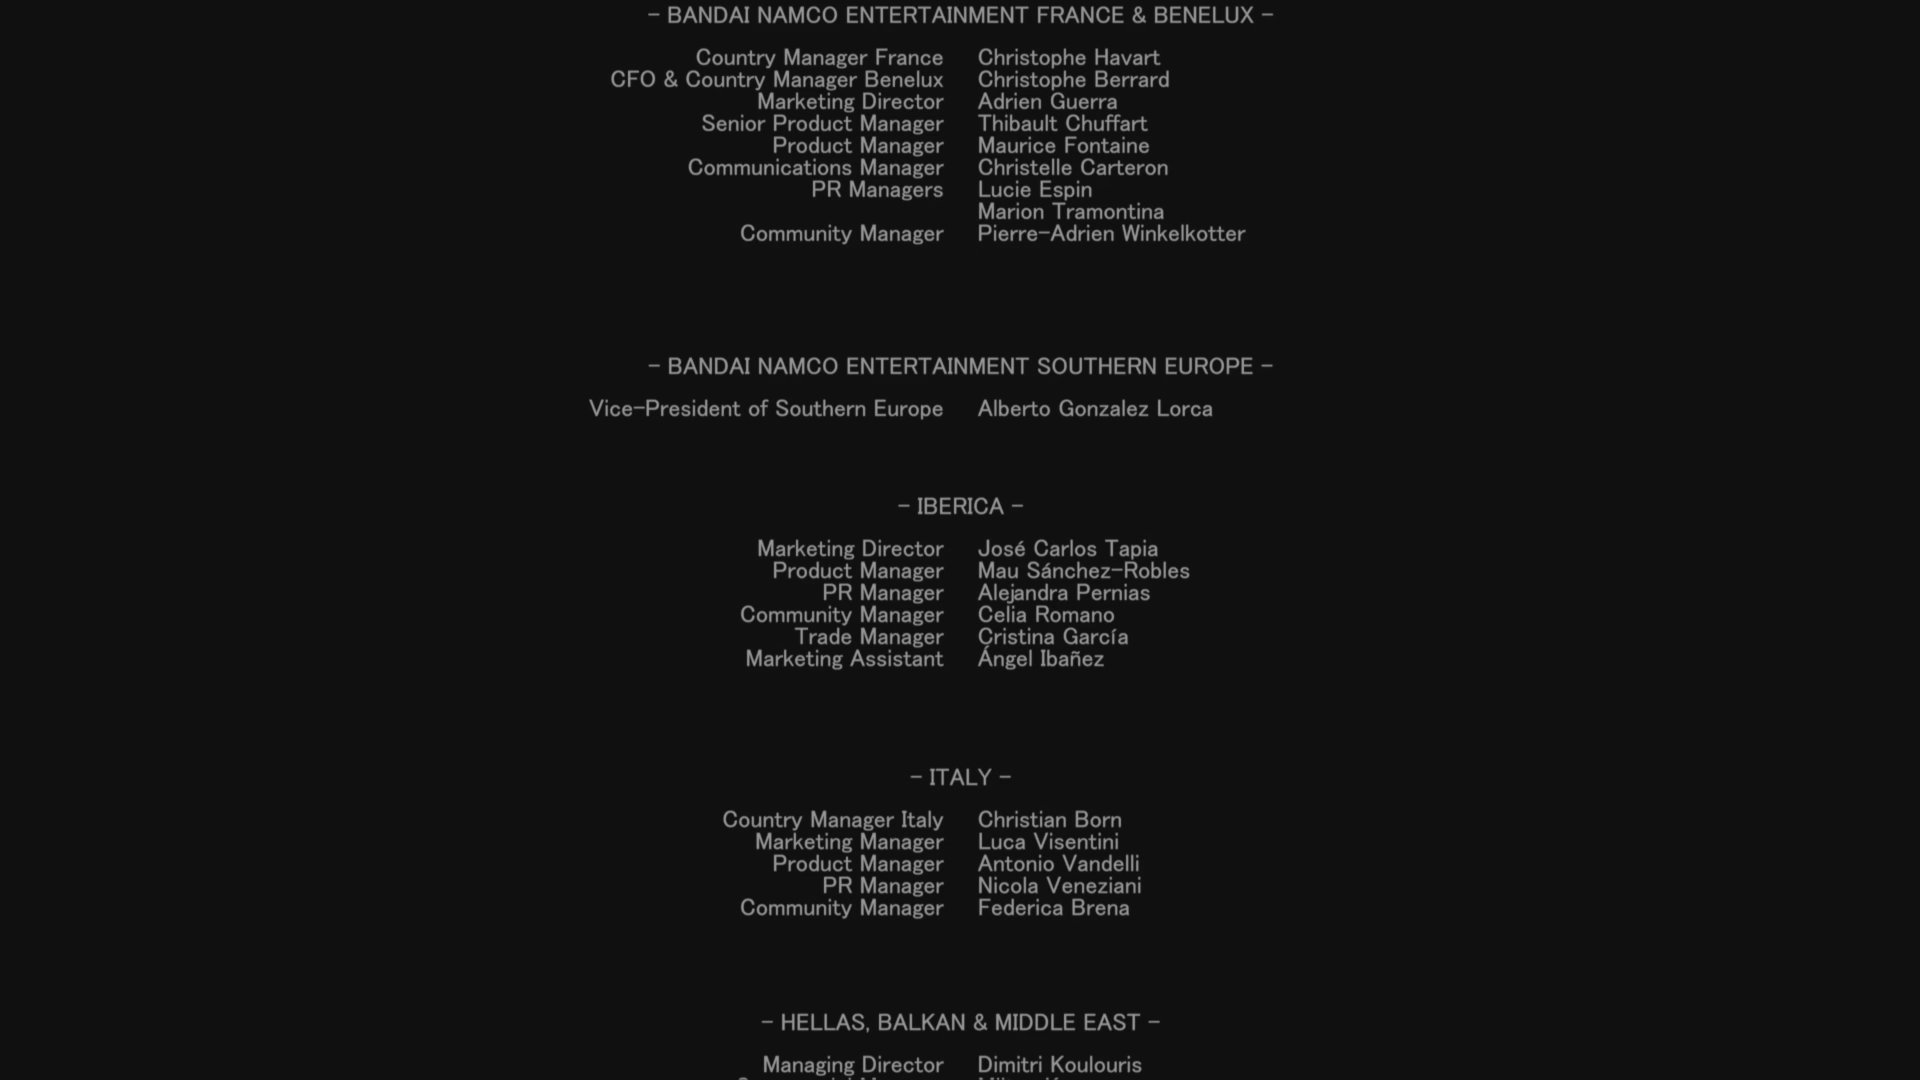 – BANDAI NAMCO ENTERTAINMENT FRANCE & BENELUX –
Country Manager France Christophe Havart
CFO & Country Manager Benelux Christophe Berrard
Marketing Director Adrien Guerra
Senior Product Manager Thibault Chuffart
Product Manager Maurice Fontaine
Communications Manager Christelle Carteron
PR Managers Lucie Espin
Marion Tramontina
Community Manager Pierre-Adrien Winkelkotter
– BANDAI NAMCO ENTERTAINMENT SOUTHERN EUROPE –
Vice-President of Southern Europe Alberto Gonzalez Lorca
– IBERICA –
Marketing Director José Carlos Tapia
Product Manager Mau Sánchez-Robles
PR Manager Alejandra Pernias
Community Manager Celia Romano
Trade Manager Cristina García
Marketing Assistant Ángel Ibañez
– ITALY –
Country Manager Italy Christian Born
Marketing Manager Luca Visentini
Product Manager Antonio Vandelli
PR Manager Nicola Veneziani
Community Manager Federica Brena
– HELLAS, BALKAN & MIDDLE EAST –
Managing Director Dimitri Koulouris